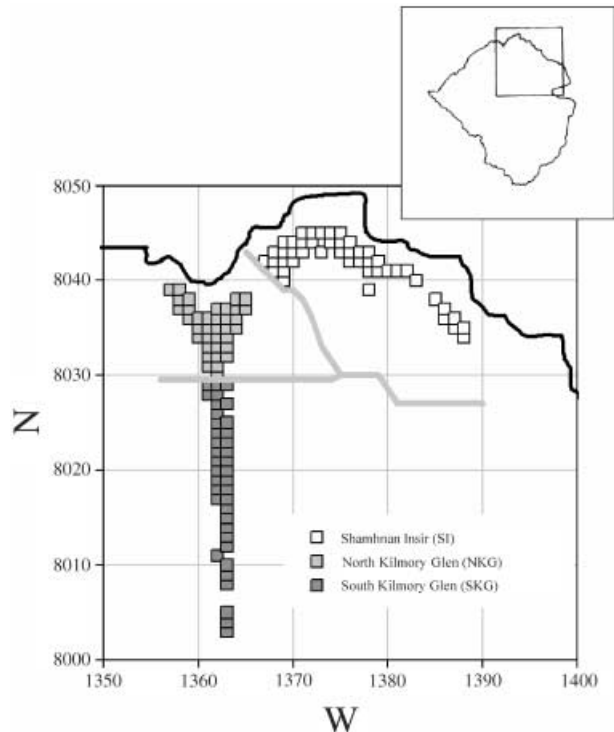 8050
8040
8030
8020
8010
8000
N
Shamhnan Insir (SI)
North Kilmory Glen (NKG)
South Kilmory Glen (SKG)
1350 1360 1370 1380 1390 1400
W